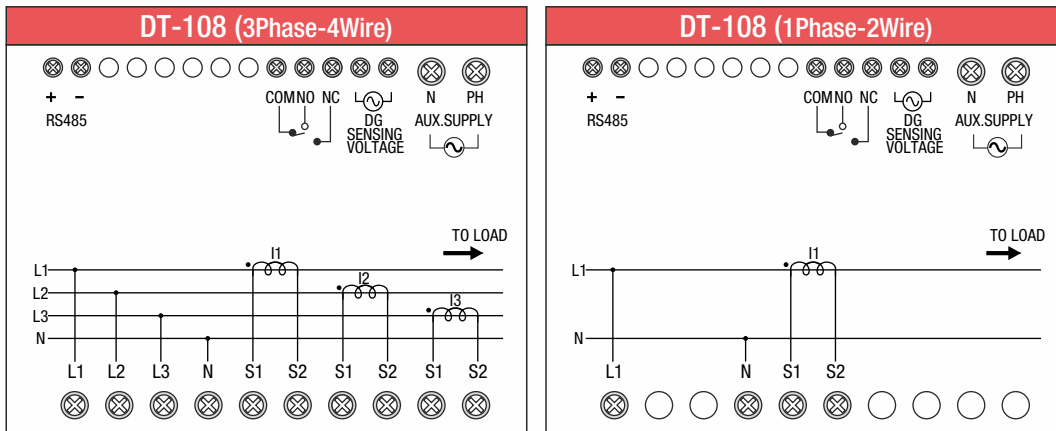 DT-108 (3Phase-4Wire)
+ -
RS485
COM NO NC
DG
SENSING
VOLTAGE
N PH
AUX.SUPPLY
TO LOAD
I1
I2
I3
L1
L2
L3
N
L1 L2 L3 N S1 S2 S1 S2 S1 S2
DT-108 (1Phase-2Wire)
+ -
RS485
COM NO NC
DG
SENSING
VOLTAGE
N PH
AUX.SUPPLY
TO LOAD
I1
L1
N
L1 N S1 S2